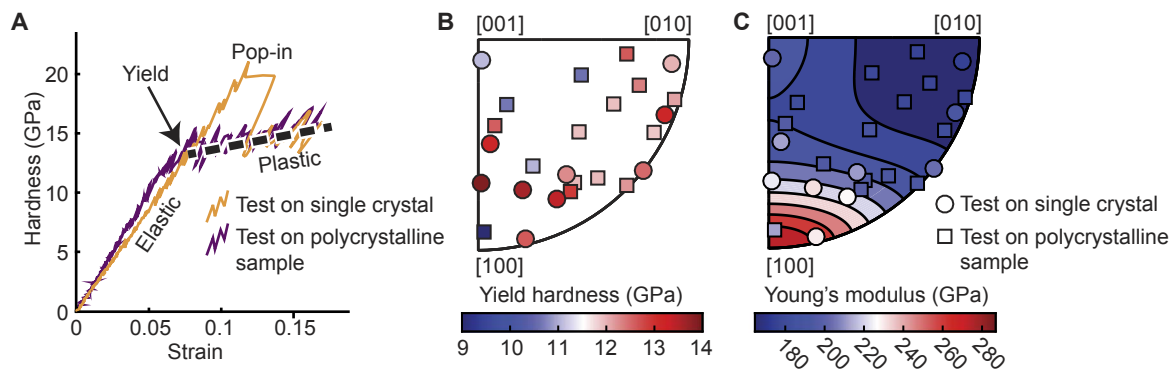 A
Hardness (GPa)
20
15
10
5
0
0
0.05
0.1
0.15
Strain
Yield
Pop-in
Elastic
Plastic
Test on single crystal
Test on polycrystalline
sample
B
[001]
[010]
[100]
Yield hardness (GPa)
9
10
11
12
13
14
C
[001]
[010]
[100]
Test on single crystal
Test on polycrystalline
sample
Young's modulus (GPa)
180
200
220
240
260
280